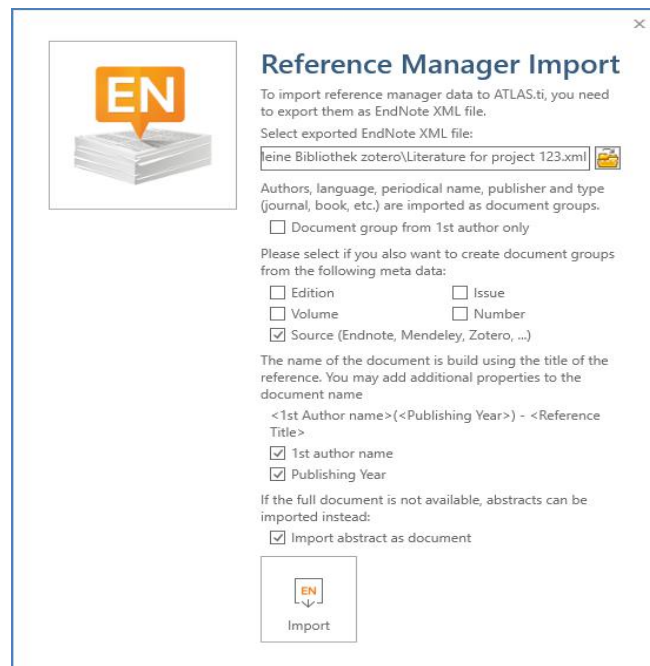 EN
Reference Manager Import
To import reference manager data to ATLAS.ti, you need
to export them as EndNote XML file.
Select exported EndNote XML file:
leine Bibliothek zotero\Literature for project 123.xml
Authors, language, periodical name, publisher and type
(journal, book, etc.) are imported as document groups.
Document group from 1st author only
Please select if you also want to create document groups
from the following meta data:
Edition Issue
Volume Number
Source (Endnote, Mendeley, Zotero, ...)
The name of the document is build using the title of the
reference. You may add additional properties to the
document name
<1st Author name>(<Publishing Year>) - <Reference
Title>
1st author name
Publishing Year
If the full document is not available, abstracts can be
imported instead:
Import abstract as document
EN
Import